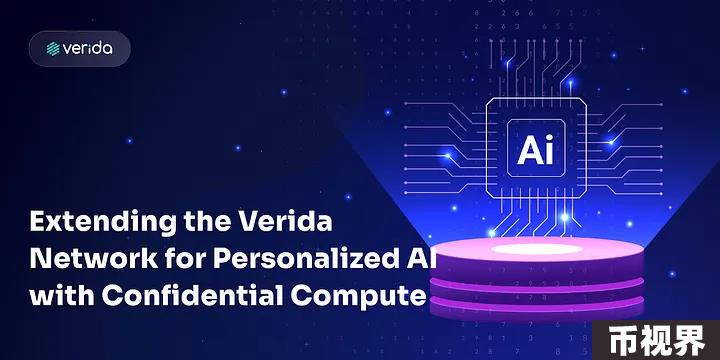 verida
Ai
Extending the Verida
Network for Personalized AI
with Confidential Compute
币视界